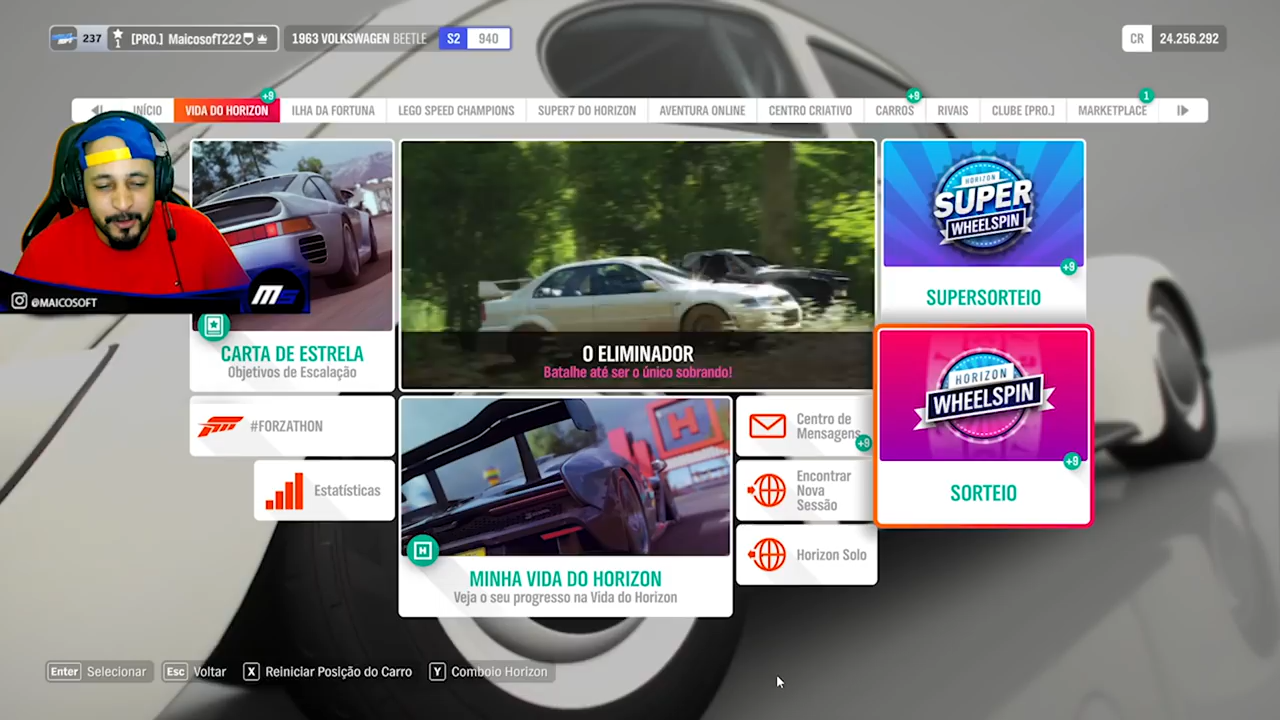 237 1 [PRO.] MaicosofT222
1963 VOLKSWAGEN BEETLE S2 940
CR 24.256.292
INÍCIO VIDA DO HORIZON +9 ILHA DA FORTUNA LEGO SPEED CHAMPIONS SUPER7 DO HORIZON AVENTURA ONLINE CENTRO CRIATIVO CARROS +9 RIVAIS CLUBE [PRO.] MARKETPLACE 1
@MAICOSOFT
MS
CARTA DE ESTRELA
Objetivos de Escalação
#FORZATHON
Estatísticas
O ELIMINADOR
Batalhe até ser o único sobrando!
H
MINHA VIDA DO HORIZON
Veja o seu progresso na Vida do Horizon
Centro de
Mensagens
+9
Encontrar
Nova
Sessão
Horizon Solo
HORIZON
SUPER
WHEELSPIN
+9
SUPERSORTEIO
HORIZON
WHEELSPIN
+9
SORTEIO
Enter Selecionar Esc Voltar X Reiniciar Posição do Carro Y Comboio Horizon